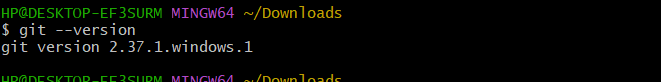 HP@DESKTOP-EF3SURM MINGW64 ~/Downloads
$ git --version
git version 2.37.1.windows.1
HP@DESKTOP-EF3SURM MINGW64 ~/Downloads